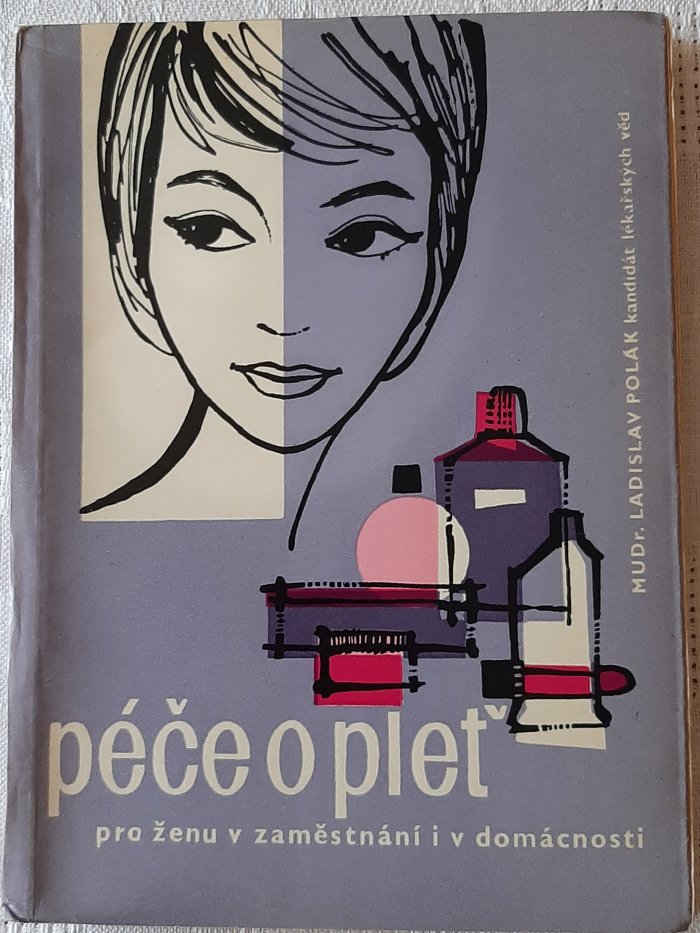 MUDr. LADISLAV POLÁK kandidát lékařských věd
péče o pleť
pro ženu v zaměstnání i v domácnosti